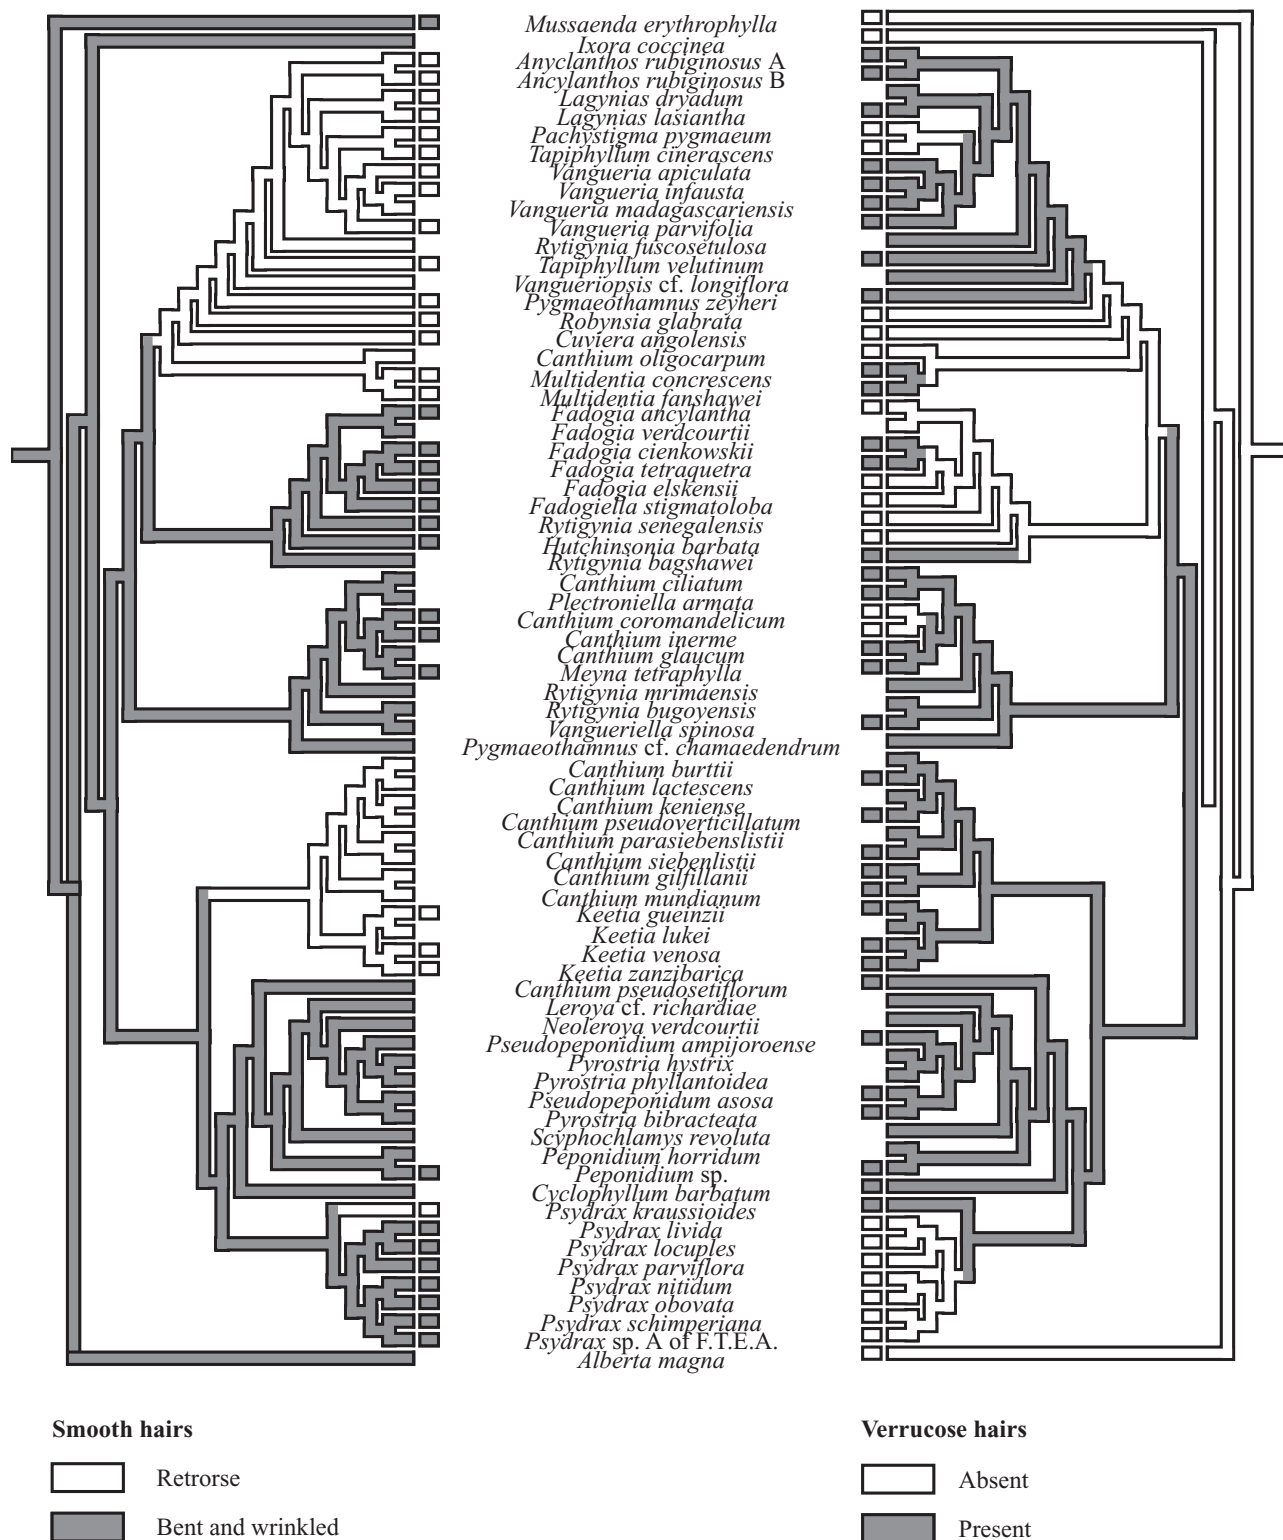 Mussaenda erythrophylla
Ixora coccinea
Anyclanthos rubiginosus A
Ancylanthos rubiginosus B
Lagynias dryadum
Lagynias lasiantha
Pachystigma pygmaeum
Tapiphyllum cinerascens
Vangueria apiculata
Vangueria infausta
Vangueria madagascariensis
Vangueria parvifolia
Rytigynia fuscosetulosa
Tapiphyllum velutinum
Vangueriopsis cf. longiflora
Pygmaeothamnus zeyheri
Robynsia glabrata
Cuviera angolensis
Canthium oligocarpum
Multidentia concrescens
Multidentia fanshawei
Fadogia ancylantha
Fadogia verdcourtii
Fadogia cienkowskii
Fadogia tetraquetra
Fadogia elskensii
Fadogiella stigmatoloba
Rytigynia senegalensis
Hutchinsonia barbata
Rytigynia bagshawei
Canthium ciliatum
Plectroniella armata
Canthium coromandelicum
Canthium inerme
Canthium glaucum
Meyna tetraphylla
Rytigynia mrimaensis
Rytigynia bugoyensis
Vangueriella spinosa
Pygmaeothamnus cf. chamaedendrum
Canthium burttii
Canthium lactescens
Canthium keniense
Canthium pseudoverticillatum
Canthium parasiebenslistii
Canthium siebenlistii
Canthium gilfillanii
Canthium mundianum
Keetia gueinzii
Keetia lukei
Keetia venosa
Keetia zanzibarica
Canthium pseudosetiflorum
Leroya cf. richardiae
Neoleroya verdcourtii
Pseudopeponidium ampijoroense
Pyrostria hystrix
Pyrostria phyllantoidea
Pseudopeponidum asosa
Pyrostria bibracteata
Scyphochlamys revoluta
Peponidium horridum
Peponidium sp.
Cyclophyllum barbatum
Psydrax kraussioides
Psydrax livida
Psydrax locuples
Psydrax parviflora
Psydrax nitidum
Psydrax obovata
Psydrax schimperiana
Psydrax sp. A of F.T.E.A.
Alberta magna
Smooth hairs
Retrorse
Bent and wrinkled
Verrucose hairs
Absent
Present